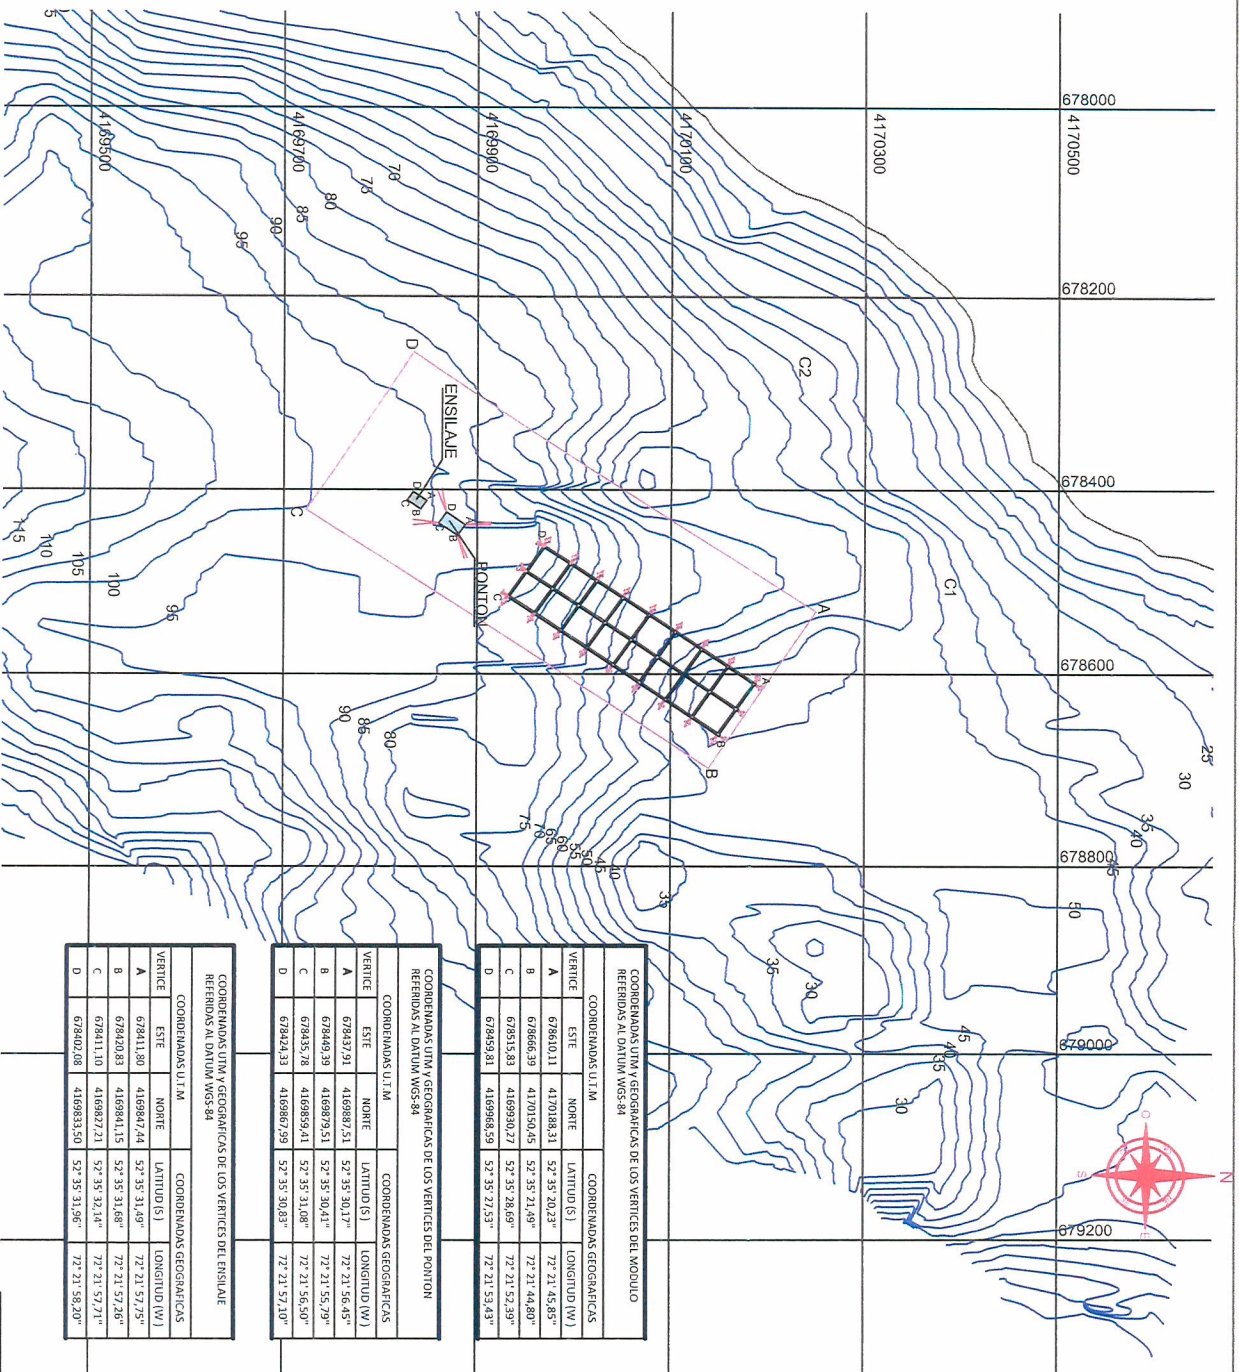 678000
678200
678400
678600
678800
679000
679200
4170500
4170300
4170100
4169900
4169700
4169500
70
75
80
85
90
95
C2
C1
25
30
35
40
45
50
D
ENSILAJE
C
A
B
PONTON
D
A
B
C
D
A
B
C
D
A
B
C
115
110
105
100
95
90
85
80
75
70
65
60
55
50
45
40
35
35
30
45
40
35
30
N
S
E
COORDENADAS UTM y GEOGRAFICAS DE LOS VERTICES DEL MODULO
REFERIDAS AL DATUM WGS-84
COORDENADAS U.T.M COORDENADAS GEOGRAFICAS
VERTICE ESTE NORTE LATITUD (S) LONGITUD (W)
A 678610,11 4170188,31 52° 35' 20,23" 72° 21' 45,85"
B 678666,39 4170150,45 52° 35' 21,49" 72° 21' 44,80"
C 678515,83 4169930,27 52° 35' 28,69" 72° 21' 52,39"
D 678459,81 4169968,59 52° 35' 27,53" 72° 21' 53,43"
COORDENADAS UTM y GEOGRAFICAS DE LOS VERTICES DEL PONTON
REFERIDAS AL DATUM WGS-84
COORDENADAS U.T.M COORDENADAS GEOGRAFICAS
VERTICE ESTE NORTE LATITUD (S) LONGITUD (W)
A 678437,91 4169887,51 52° 35' 30,17" 72° 21' 56,45"
B 678449,39 4169879,51 52° 35' 30,41" 72° 21' 55,79"
C 678435,78 4169859,41 52° 35' 31,08" 72° 21' 56,50"
D 678424,33 4169867,99 52° 35' 30,83" 72° 21' 57,10"
COORDENADAS UTM y GEOGRAFICAS DE LOS VERTICES DEL ENSILAJE
REFERIDAS AL DATUM WGS-84
COORDENADAS U.T.M COORDENADAS GEOGRAFICAS
VERTICE ESTE NORTE LATITUD (S) LONGITUD (W)
A 678411,80 4169847,44 52° 35' 31,49" 72° 21' 57,75"
B 678420,83 4169841,15 52° 35' 31,68" 72° 21' 57,26"
C 678411,10 4169827,21 52° 35' 32,14" 72° 21' 57,71"
D 678402,08 4169833,50 52° 35' 31,96" 72° 21' 58,20"